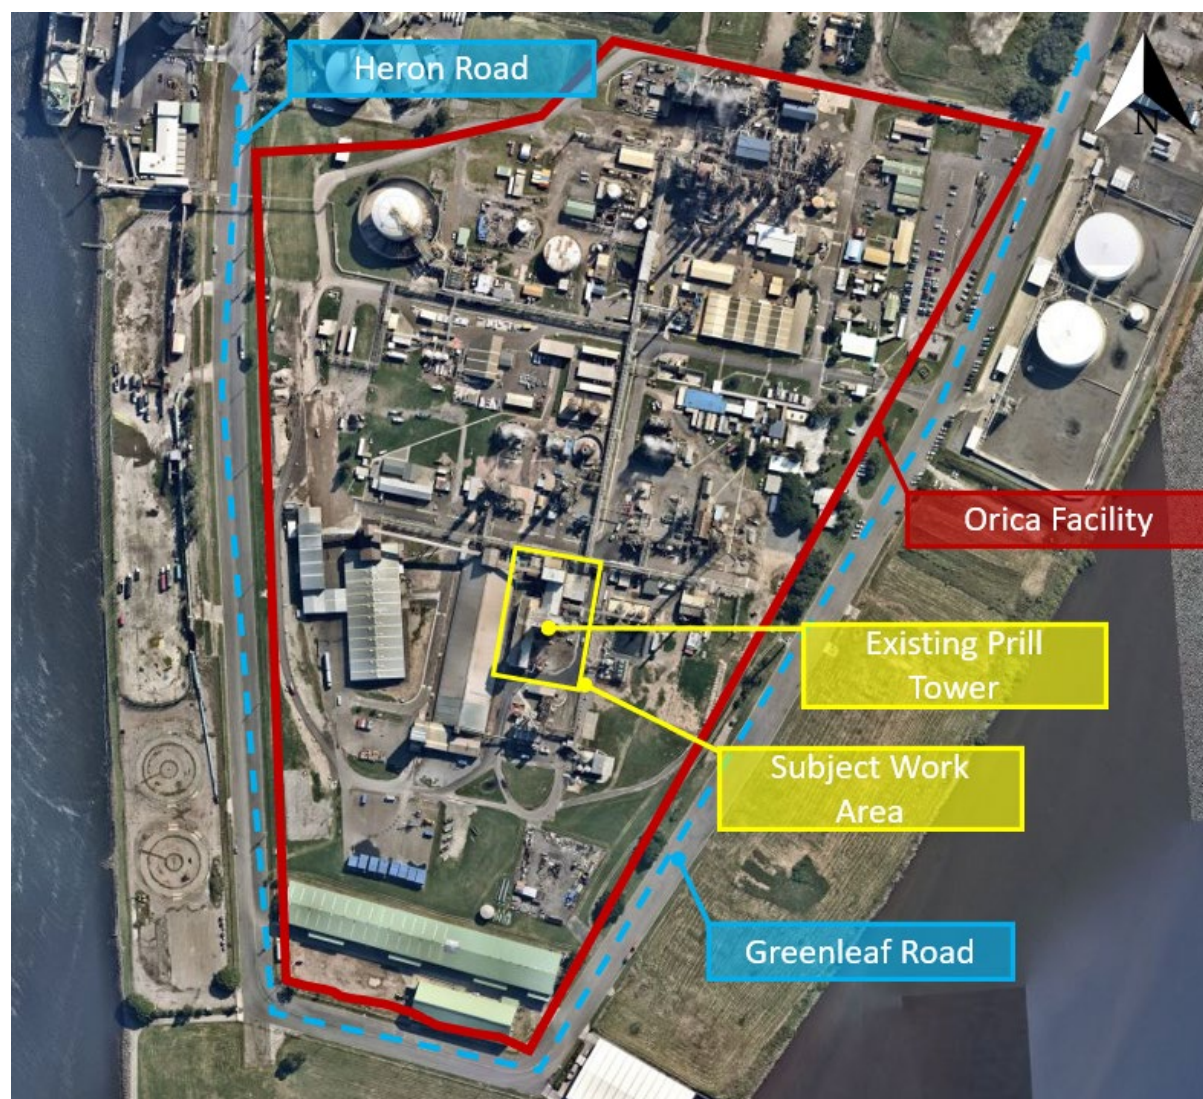 Heron Road
N
Orica Facility
Existing Prill
Tower
Subject Work
Area
Greenleaf Road